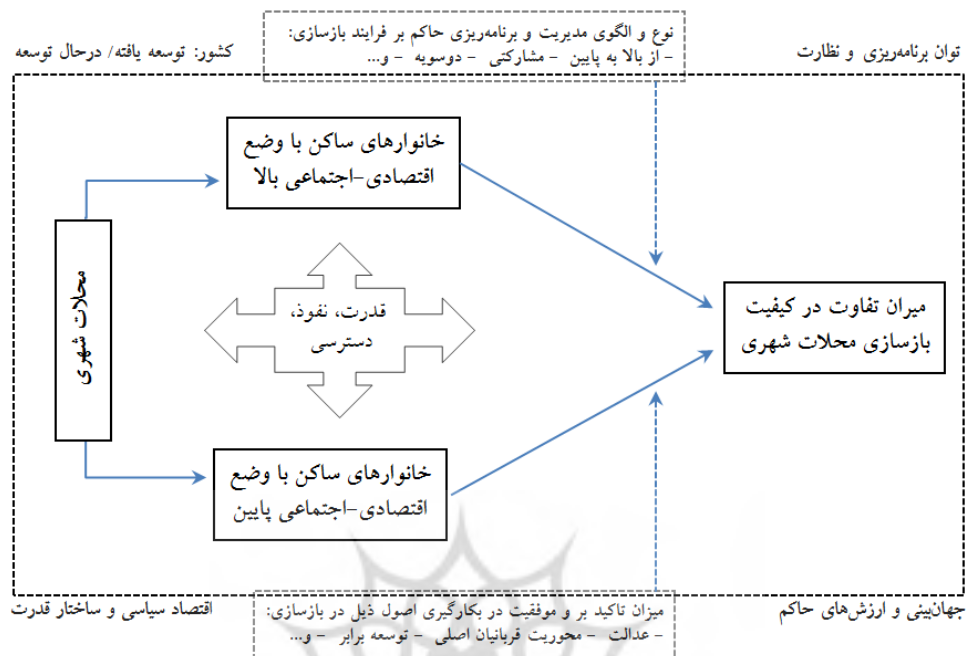 نوع و الگوی مدیریت و برنامه‌ریزی حاکم بر فرایند بازسازی:
- از بالا به پایین - مشارکتی - دوسویه - و...
توان برنامه‌ریزی و نظارت
کشور: توسعه یافته/ درحال توسعه
خانوارهای ساکن با وضع
اقتصادی-اجتماعی بالا
محلات شهری
قدرت، نفوذ،
دسترسی
میران تفاوت در کیفیت
بازسازی محلات شهری
خانوارهای ساکن با وضع
اقتصادی-اجتماعی پایین
جهان‌بینی و ارزش‌های حاکم
میزان تاکید بر و موفقیت در بکارگیری اصول ذیل در بازسازی:
- عدالت - محوریت قربانیان اصلی - توسعه برابر - و...
اقتصاد سیاسی و ساختار قدرت